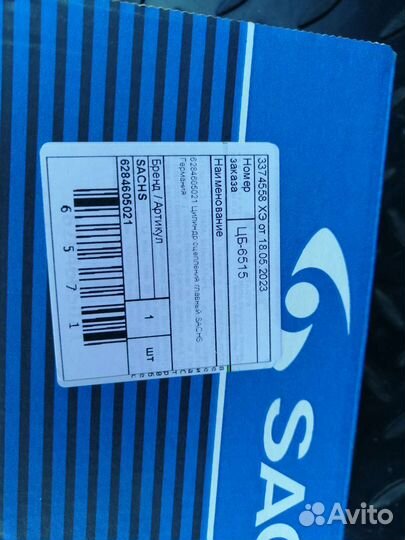 3374558 ХЭ от 18.05.2023
Номер
заказа
ЦБ-6515
Наименование
6284605021 Цилиндр сцепления главный SACHS
Германия
Бренд / Артикул
SACHS
1
шт
6284605021
6 5 7 1
SAC
Avito